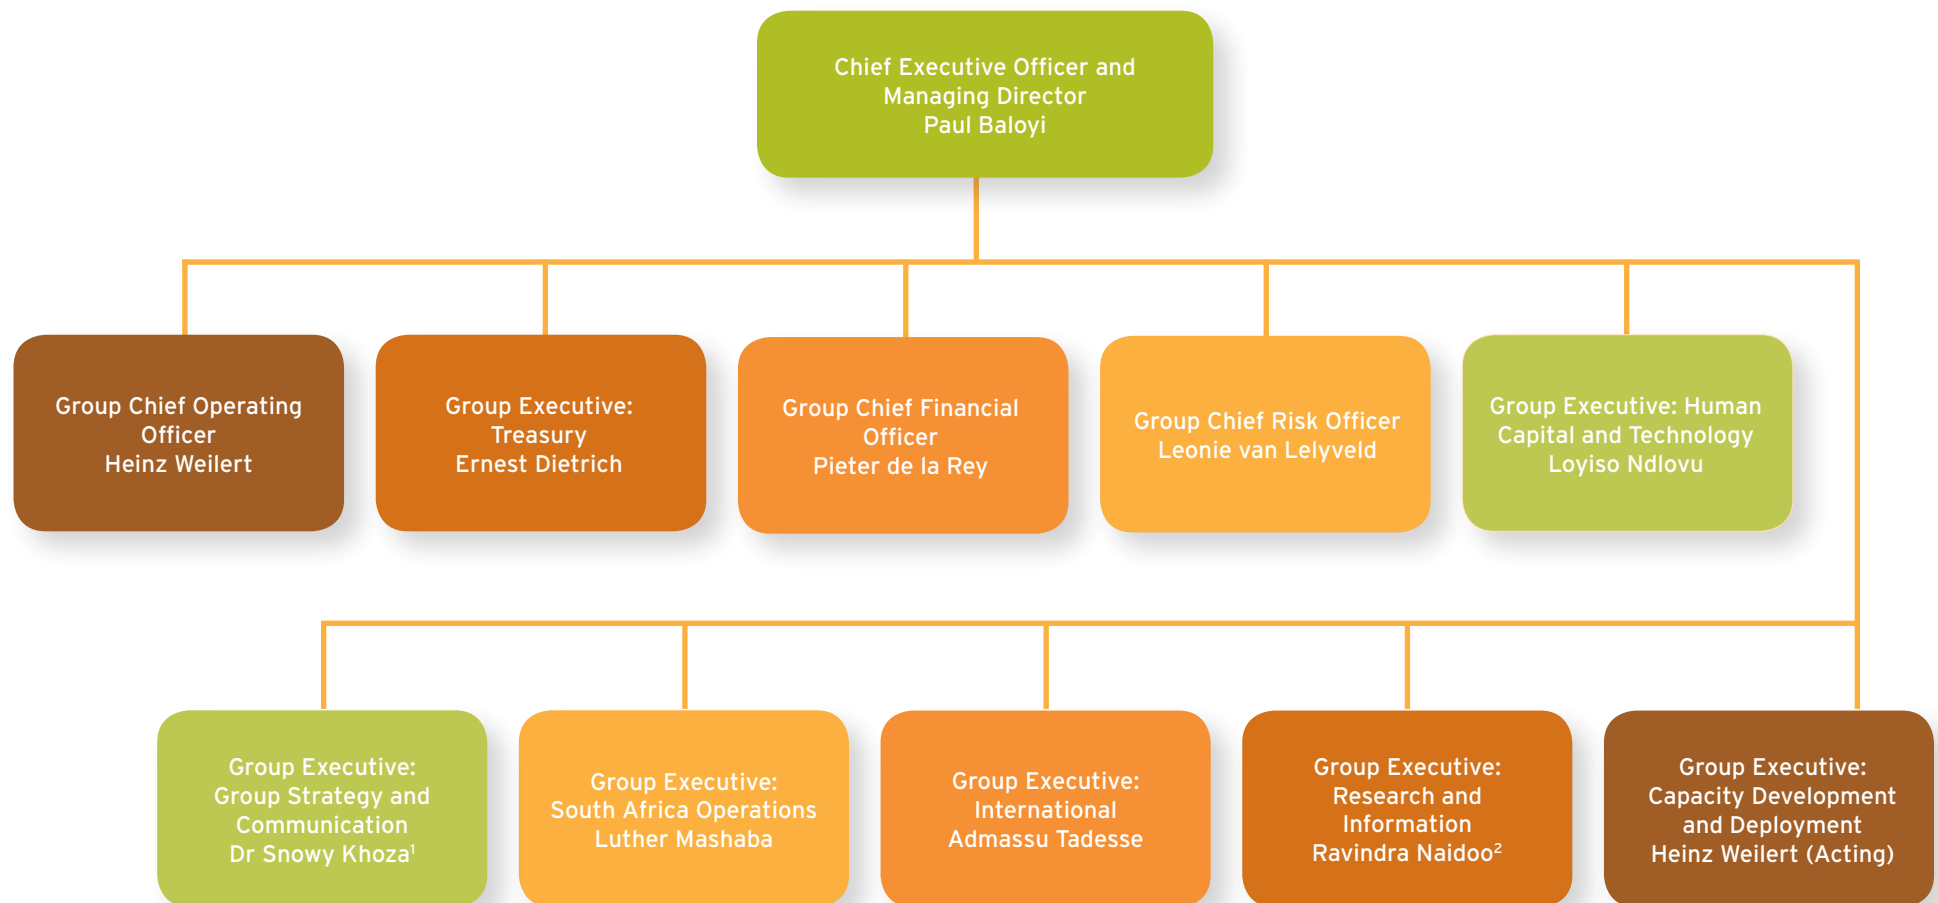 Chief Executive Officer and
Managing Director
Paul Baloyi
Group Chief Operating
Officer
Heinz Weilert
Group Executive:
Treasury
Ernest Dietrich
Group Chief Financial
Officer
Pieter de la Rey
Group Chief Risk Officer
Leonie van Lelyveld
Group Executive: Human
Capital and Technology
Loyiso Ndlovu
Group Executive:
Group Strategy and
Communication
Dr Snowy Khoza¹
Group Executive:
South Africa Operations
Luther Mashaba
Group Executive:
International
Admassu Tadesse
Group Executive:
Research and
Information
Ravindra Naidoo²
Group Executive:
Capacity Development
and Deployment
Heinz Weilert (Acting)